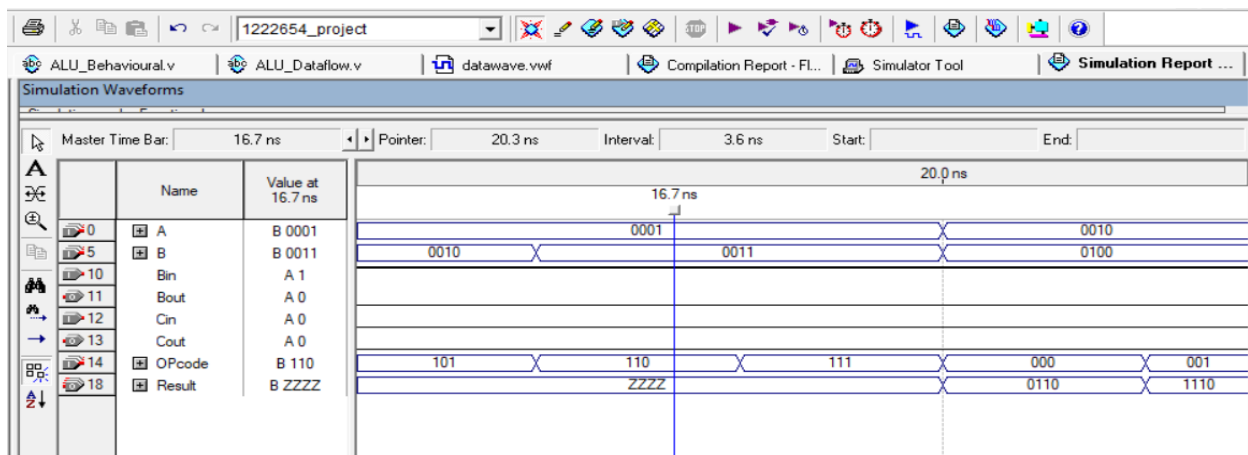 1222654_project
STOP
abc ALU_Behavioural.v abc ALU_Dataflow.v datawave.vwf Compilation Report - Fl... Simulator Tool Simulation Report ...
Simulation Waveforms
Master Time Bar: 16.7 ns Pointer: 20.3 ns Interval: 3.6 ns Start: End:
A
Name Value at 16.7 ns 20.0 ns
16.7 ns
0 A B 0001 0001 0010
5 B B 0011 0010 0011 0100
10 Bin A 1
11 Bout A 0
12 Cin A 0
13 Cout A 0
14 OPcode B 110 101 110 111 000 001
18 Result B ZZZZ ZZZZ 0110 1110